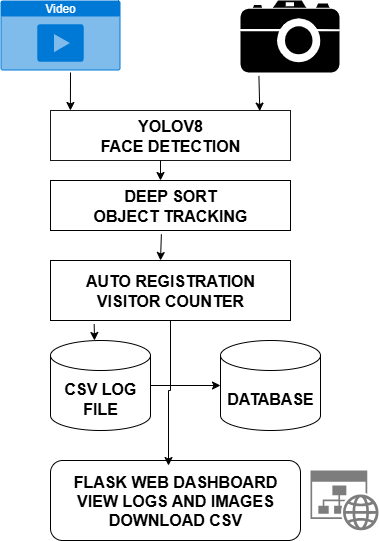 Video
YOLOV8
FACE DETECTION
DEEP SORT
OBJECT TRACKING
AUTO REGISTRATION
VISITOR COUNTER
CSV LOG
FILE
DATABASE
FLASK WEB DASHBOARD
VIEW LOGS AND IMAGES
DOWNLOAD CSV